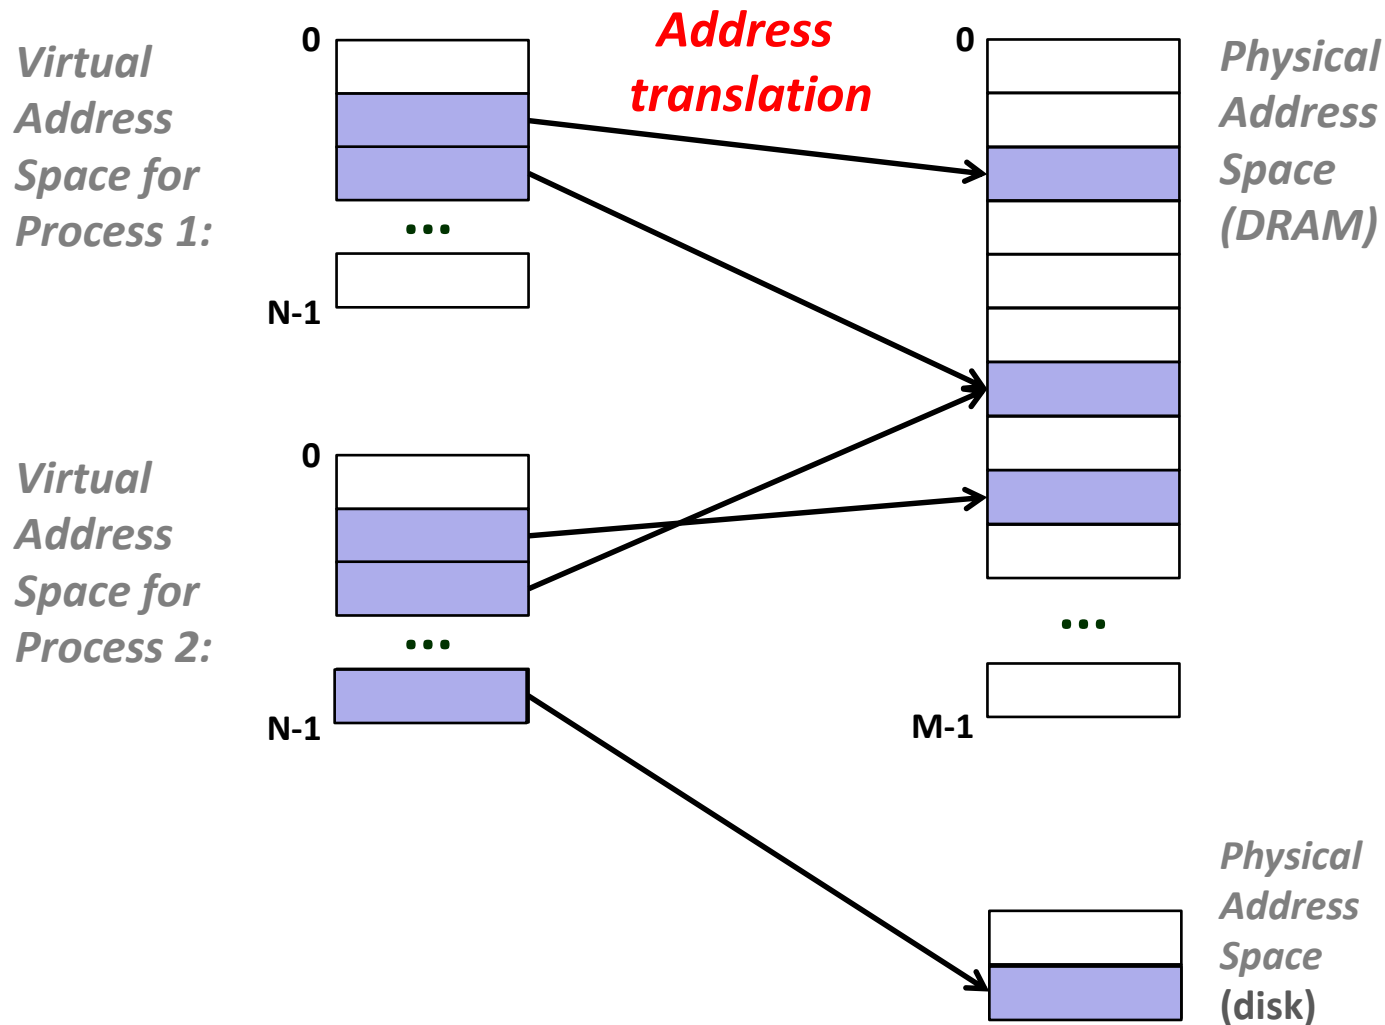 Address
translation
Virtual
Address
Space for
Process 1:
0
...
N-1
Virtual
Address
Space for
Process 2:
0
...
N-1
0
...
M-1
Physical
Address
Space
(DRAM)
Physical
Address
Space
(disk)